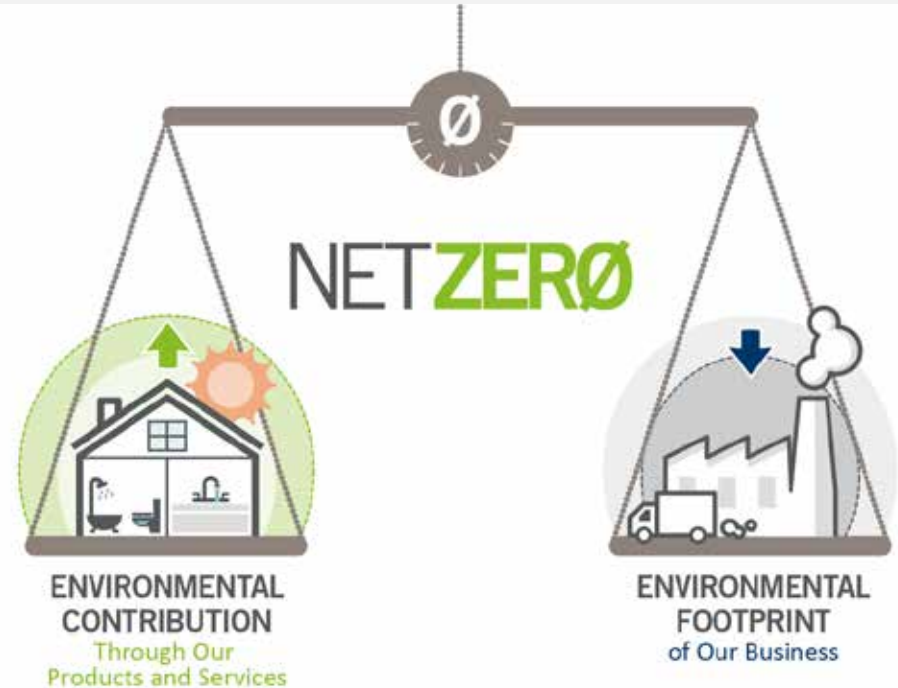 Ø
NETZERØ
ENVIRONMENTAL
CONTRIBUTION
Through Our
Products and Services
ENVIRONMENTAL
FOOTPRINT
of Our Business